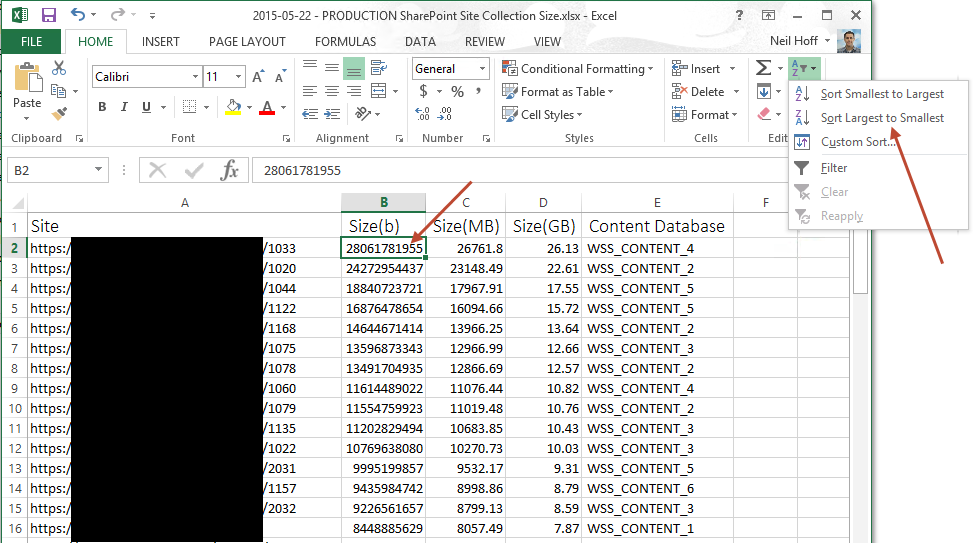 2015-05-22 - PRODUCTION SharePoint Site Collection Size.xlsx - Excel
FILE HOME INSERT PAGE LAYOUT FORMULAS DATA REVIEW VIEW Neil Hoff
Calibri 11 General Conditional Formatting Insert
Paste Format as Table Delete
Cell Styles Format
Clipboard Font Alignment Number Styles Cells Edit
Sort Smallest to Largest
Sort Largest to Smallest
Custom Sort...
Filter
Clear
Reapply
B2 28061781955
A B C D E F
1 Site Size(b) Size(MB) Size(GB) Content Database
2 https:/ /1033 28061781955 26761.8 26.13 WSS_CONTENT_4
3 https:/ /1020 24272954437 23148.49 22.61 WSS_CONTENT_2
4 https:/ /1044 18840723721 17967.91 17.55 WSS_CONTENT_5
5 https:/ /1122 16876478654 16094.66 15.72 WSS_CONTENT_5
6 https:/ /1168 14644671414 13966.25 13.64 WSS_CONTENT_2
7 https:/ /1075 13596873343 12966.99 12.66 WSS_CONTENT_3
8 https:/ /1078 13491704935 12866.69 12.57 WSS_CONTENT_2
9 https:/ /1060 11614489022 11076.44 10.82 WSS_CONTENT_4
10 https:/ /1079 11554759923 11019.48 10.76 WSS_CONTENT_2
11 https:/ /1135 11202829494 10683.85 10.43 WSS_CONTENT_3
12 https:/ /1022 10769638080 10270.73 10.03 WSS_CONTENT_3
13 https:/ /2031 9995199857 9532.17 9.31 WSS_CONTENT_5
14 https:/ /1157 9435984742 8998.86 8.79 WSS_CONTENT_6
15 https:/ /2032 9226561657 8799.13 8.59 WSS_CONTENT_3
16 https:/ 8448885629 8057.49 7.87 WSS_CONTENT_1